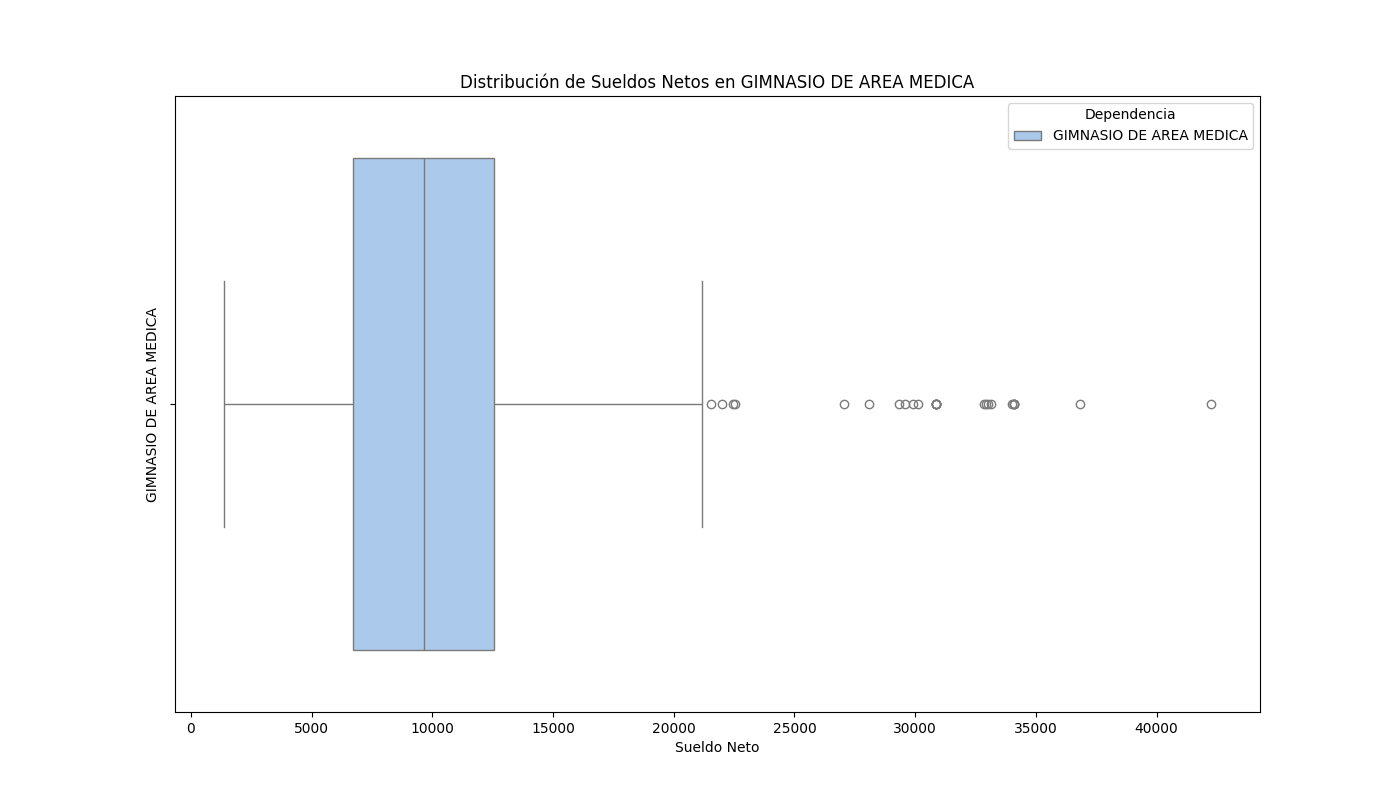 Distribución de Sueldos Netos en GIMNASIO DE AREA MEDICA
Dependencia
GIMNASIO DE AREA MEDICA
GIMNASIO DE AREA MEDICA
0 5000 10000 15000 20000 25000 30000 35000 40000
Sueldo Neto